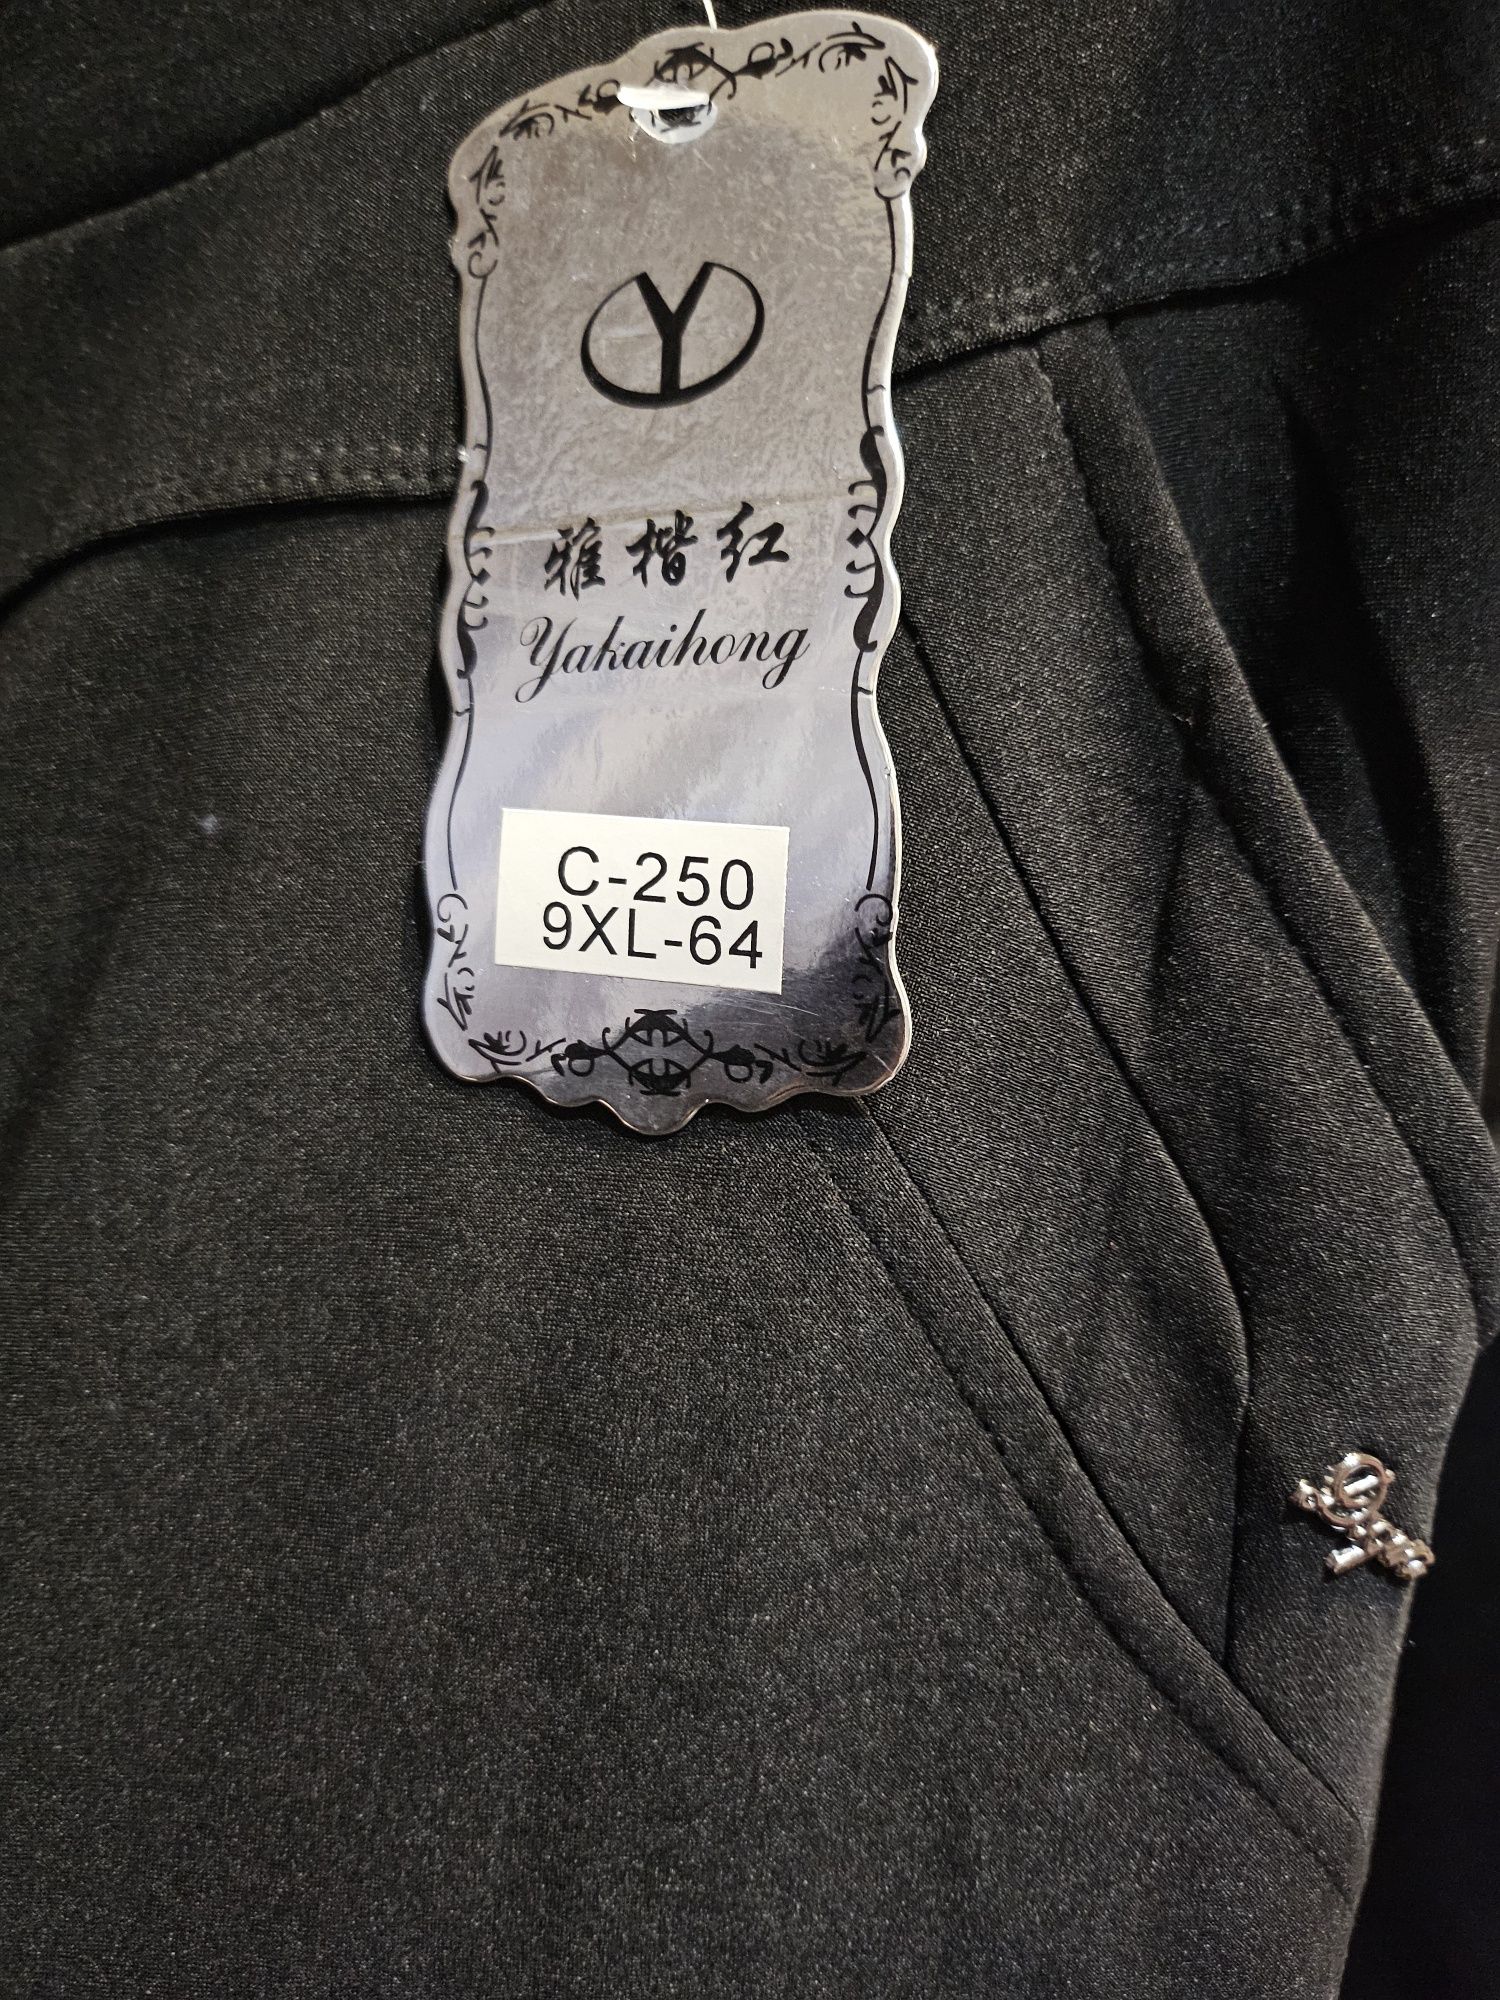 Y
雅楷红
Yakaihong
C-250
9XL-64